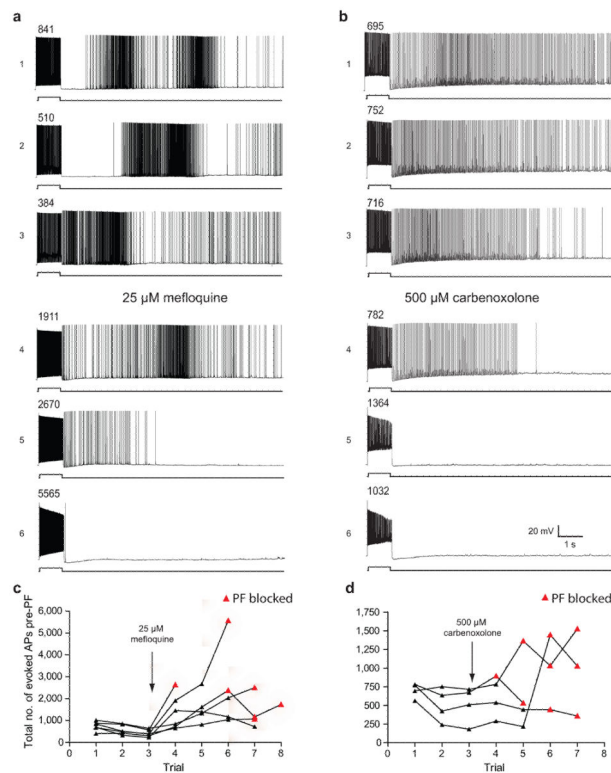 a
841
1
510
2
384
3
25 µM mefloquine
1911
4
2670
5
5565
6
b
695
1
752
2
716
3
500 µM carbenoxolone
782
4
1364
5
1032
6
20 mV
1 s
c
PF blocked
25 µM
mefloquine
Total no. of evoked APs pre-PF
6,000
5,000
4,000
3,000
2,000
1,000
0
0 1 2 3 4 5 6 7 8
Trial
d
PF blocked
500 µM
carbenoxolone
1,750
1,500
1,250
1,000
750
500
250
0
0 1 2 3 4 5 6 7 8
Trial